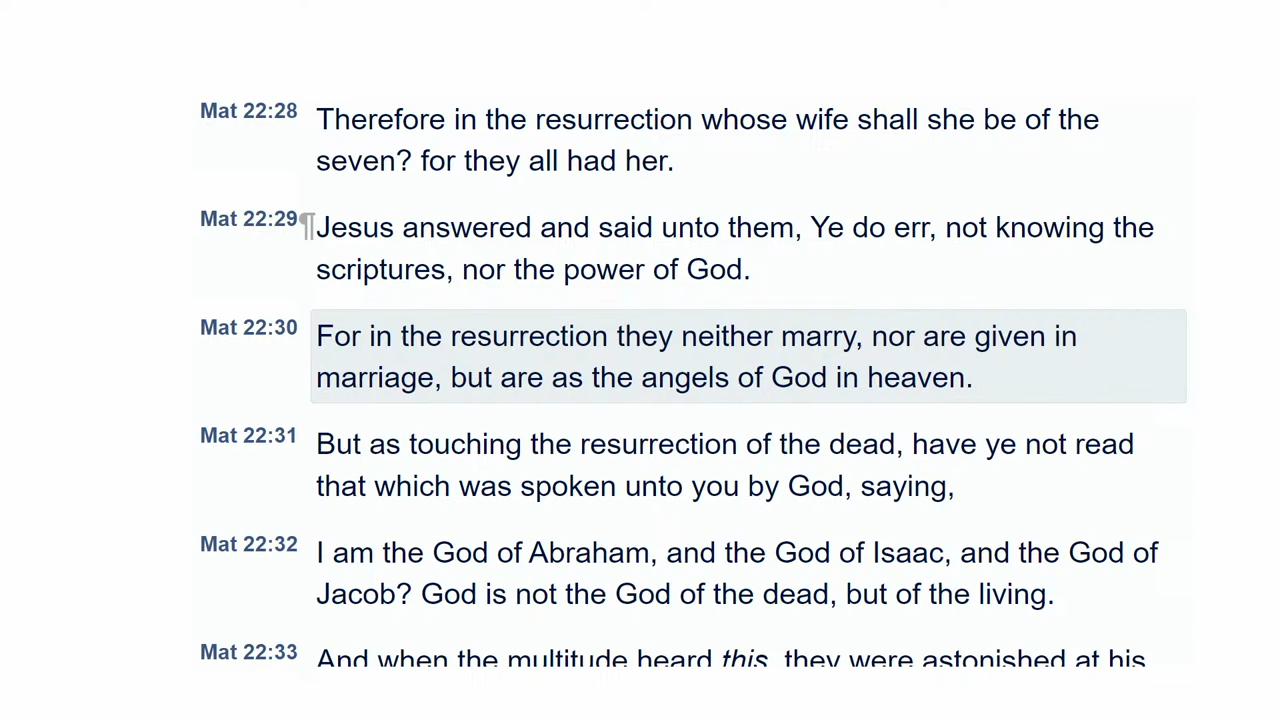 Mat 22:28 Therefore in the resurrection whose wife shall she be of the
seven? for they all had her.
Mat 22:29 ¶Jesus answered and said unto them, Ye do err, not knowing the
scriptures, nor the power of God.
Mat 22:30 For in the resurrection they neither marry, nor are given in
marriage, but are as the angels of God in heaven.
Mat 22:31 But as touching the resurrection of the dead, have ye not read
that which was spoken unto you by God, saying,
Mat 22:32 I am the God of Abraham, and the God of Isaac, and the God of
Jacob? God is not the God of the dead, but of the living.
Mat 22:33 And when the multitude heard this, they were astonished at his